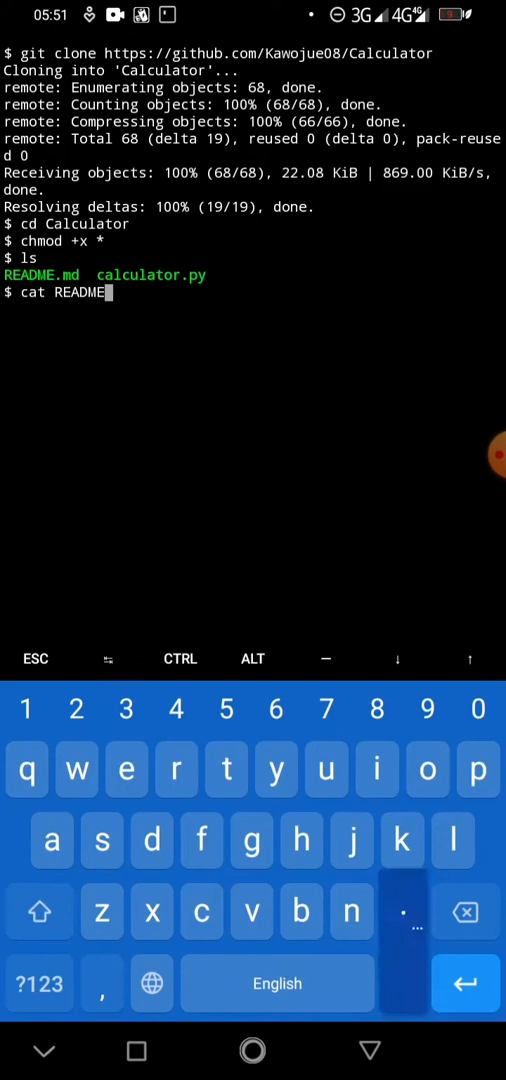 05:51 3G 4G 4G 9
$ git clone https://github.com/Kawojue08/Calculator
Cloning into 'Calculator'...
remote: Enumerating objects: 68, done.
remote: Counting objects: 100% (68/68), done.
remote: Compressing objects: 100% (66/66), done.
remote: Total 68 (delta 19), reused 0 (delta 0), pack-reuse
d 0
Receiving objects: 100% (68/68), 22.08 KiB | 869.00 KiB/s,
done.
Resolving deltas: 100% (19/19), done.
$ cd Calculator
$ chmod +x *
$ ls
README.md calculator.py
$ cat README
ESC ↹ CTRL ALT — ↓ ↑
1 2 3 4 5 6 7 8 9 0
q w e r t y u i o p
a s d f g h j k l
z x c v b n . ...
?123 , English